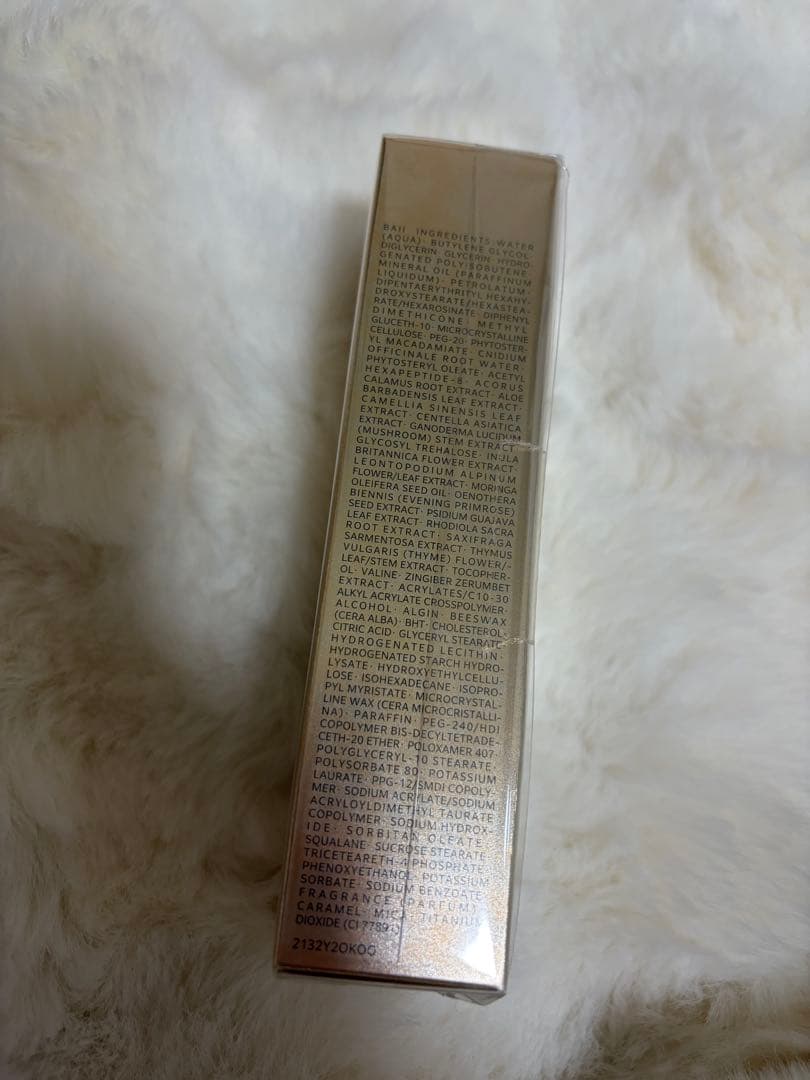 BAII INGREDIENTS: WATER
(AQUA)· BUTYLENE GLYCOL·
DIGLYCERIN· GLYCERIN· HYDRO-
GENATED POLYISOBUTENE·
MINERAL OIL (PARAFFINUM
LIQUIDUM)· PETROLATUM·
DIPENTAERYTHRITYL HEXAHY-
DROXYSTEARATE/HEXASTEA-
RATE/HEXAROSINATE· DIPHENYL
DIMETHICONE· METHYL
GLUCETH-10· MICROCRYSTALLINE
CELLULOSE· PEG-20· PHYTOSTER-
YL MACADAMIATE· CNIDIUM
OFFICINALE ROOT WATER·
PHYTOSTERYL OLEATE· ACETYL
HEXAPEPTIDE-8· ACORUS
CALAMUS ROOT EXTRACT· ALOE
BARBADENSIS LEAF EXTRACT·
CAMELLIA SINENSIS LEAF
EXTRACT· CENTELLA ASIATICA
EXTRACT· GANODERMA LUCIDUM
(MUSHROOM) STEM EXTRACT·
GLYCOSYL TREHALOSE· INULA
BRITANNICA FLOWER EXTRACT·
LEONTOPODIUM ALPINUM
FLOWER/LEAF EXTRACT· MORINGA
OLEIFERA SEED OIL· OENOTHERA
BIENNIS (EVENING PRIMROSE)
SEED EXTRACT· PSIDIUM GUAJAVA
LEAF EXTRACT· RHODIOLA SACRA
ROOT EXTRACT· SAXIFRAGA
SARMENTOSA EXTRACT· THYMUS
VULGARIS (THYME) FLOWER/-
LEAF/STEM EXTRACT· TOCOPHER-
OL· VALINE· ZINGIBER ZERUMBET
EXTRACT· ACRYLATES/C10-30
ALKYL ACRYLATE CROSSPOLYMER·
ALCOHOL· ALGIN· BEESWAX
(CERA ALBA)· BHT· CHOLESTEROL·
CITRIC ACID· GLYCERYL STEARATE·
HYDROGENATED LECITHIN·
HYDROGENATED STARCH HYDRO-
LYSATE· HYDROXYETHYLCELLU-
LOSE· ISOHEXADECANE· ISOPRO-
PYL MYRISTATE· MICROCRYSTAL-
LINE WAX (CERA MICROCRISTALLI-
NA)· PARAFFIN· PEG-240/HDI
COPOLYMER BIS-DECYLTETRADE-
CETH-20 ETHER· POLOXAMER 407·
POLYGLYCERYL-10 STEARATE·
POLYSORBATE 80· POTASSIUM
LAURATE· PPG-12/SMDI COPOLY-
MER· SODIUM ACRYLATE/SODIUM
ACRYLOYLDIMETHYL TAURATE
COPOLYMER· SODIUM HYDROX-
IDE· SORBITAN OLEATE·
SQUALANE· SUCROSE STEARATE·
TRICETEARETH-4 PHOSPHATE·
PHENOXYETHANOL· POTASSIUM
SORBATE· SODIUM BENZOATE·
FRAGRANCE (PARFUM)·
CARAMEL· MICA· TITANIUM
DIOXIDE (CI 77891)
2132Y2OKOO